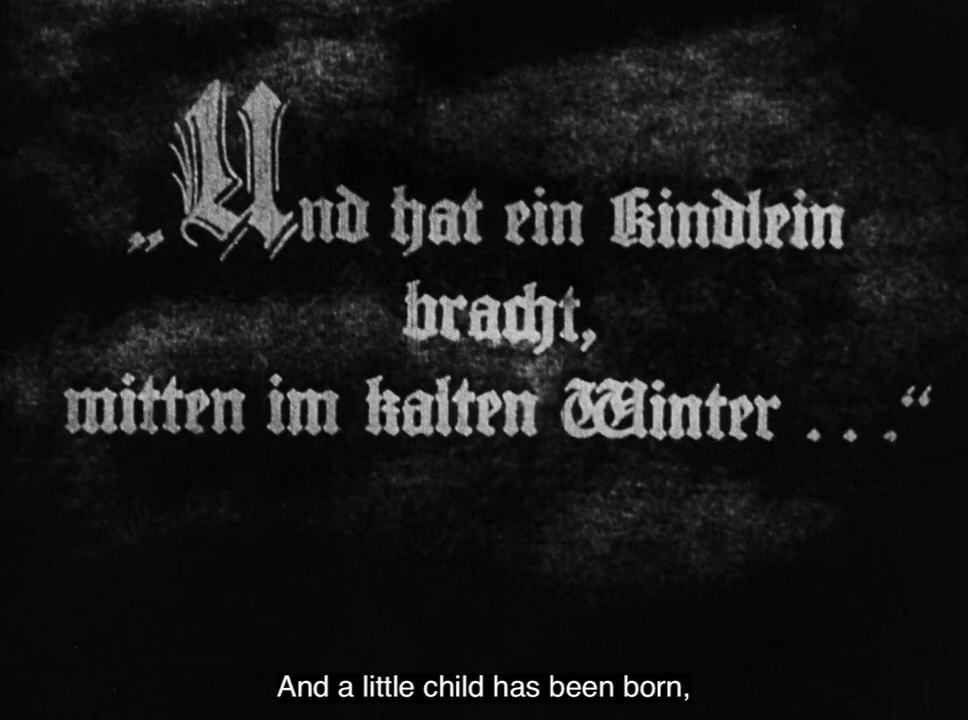 „Und hat ein Kindlein
bracht,
mitten im kalten Winter . . .“
And a little child has been born,